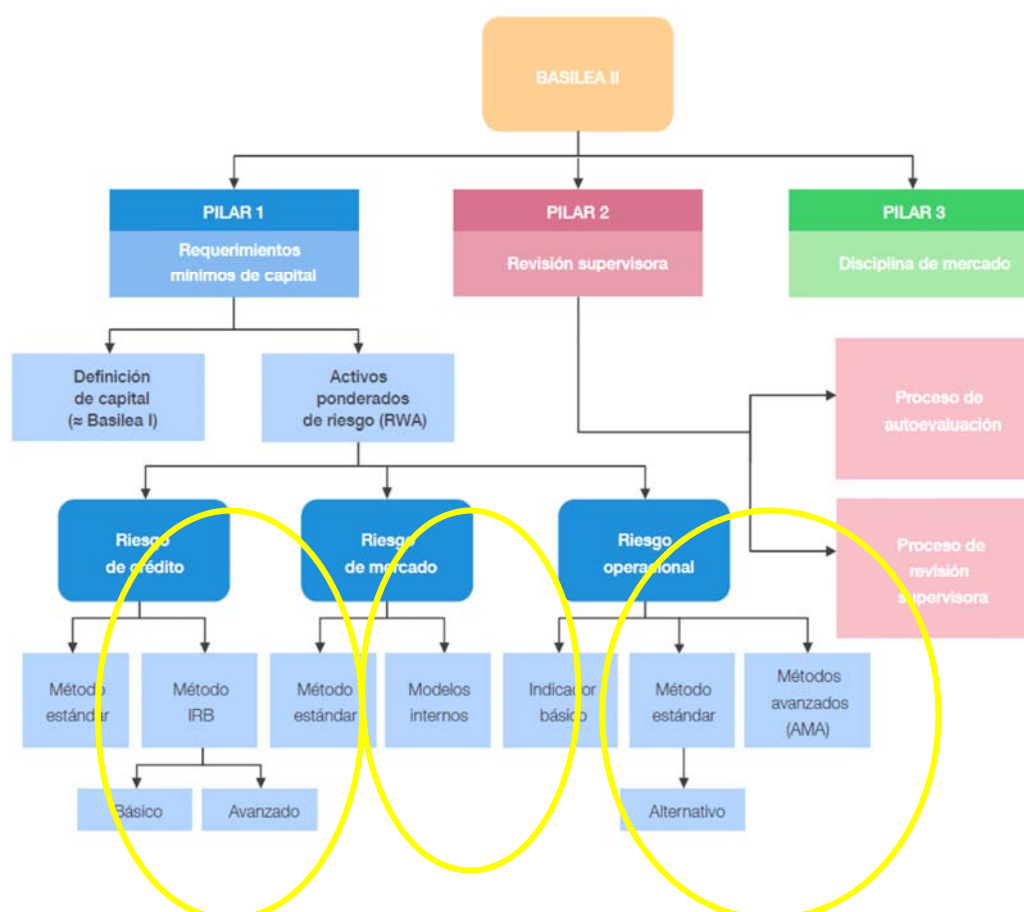 BASILEA II
PILAR 1
Requerimientos
mínimos de capital
PILAR 2
Revisión supervisora
PILAR 3
Disciplina de mercado
Definición
de capital
(≈ Basilea I)
Activos
ponderados
de riesgo (RWA)
Proceso de
autoevaluación
Proceso de
revisión
supervisora
Riesgo
de crédito
Riesgo
de mercado
Riesgo
operacional
Método
estándar
Método
IRB
Método
estándar
Modelos
internos
Indicador
básico
Método
estándar
Métodos
avanzados
(AMA)
Básico
Avanzado
Alternativo